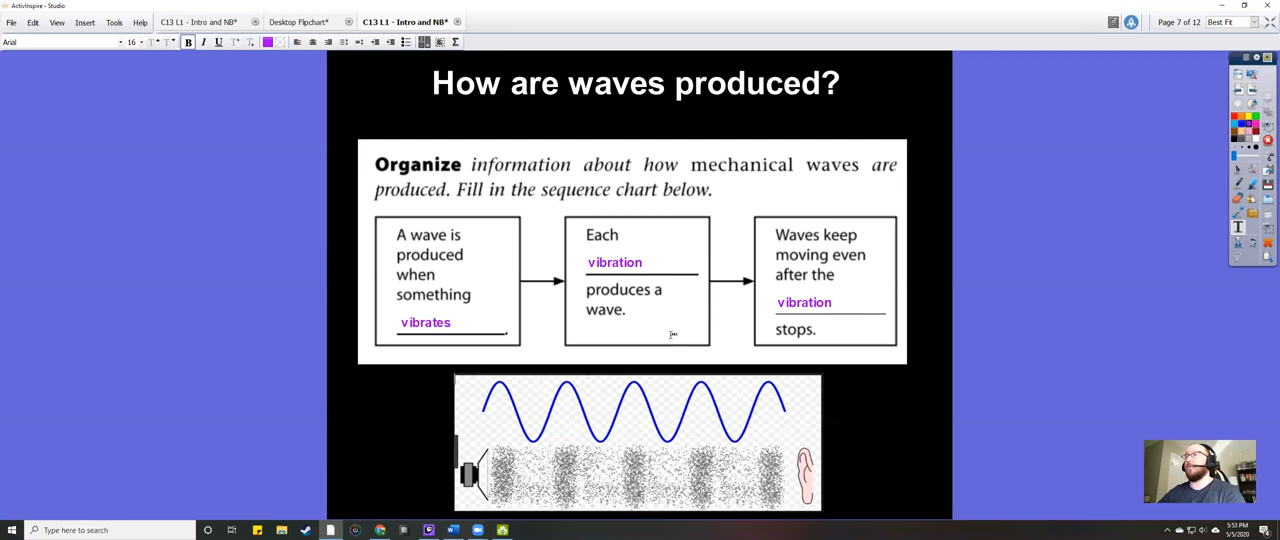 ActivInspire - Studio
File Edit View Insert Tools Help
C13 L1 - Intro and NB*
Desktop Flipchart*
C13 L1 - Intro and NB*
Page 7 of 12
Best Fit
Arial
16
B
I
U
How are waves produced?
Organize information about how mechanical waves are
produced. Fill in the sequence chart below.
A wave is
produced
when
something
vibrates.
Each
vibration
produces a
wave.
Waves keep
moving even
after the
vibration
stops.
Type here to search
5:53 PM
5/5/2020